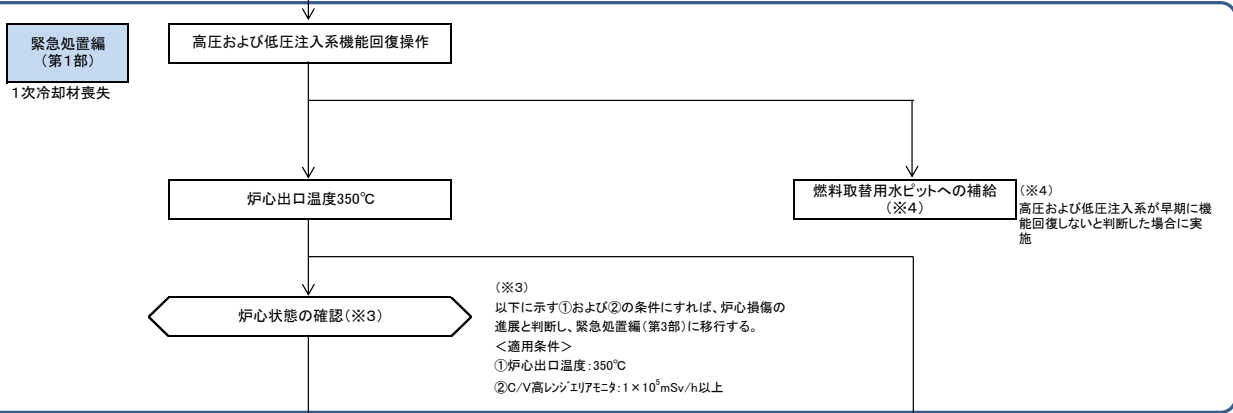 緊急処置編
（第1部）
1次冷却材喪失
高圧および低圧注入系機能回復操作
炉心出口温度350℃
燃料取替用水ピットへの補給
（※4）
（※4）
高圧および低圧注入系が早期に機
能回復しないと判断した場合に実
施
炉心状態の確認（※3）
（※3）
以下に示す①および②の条件にすれば、炉心損傷の
進展と判断し、緊急処置編（第3部）に移行する。
＜適用条件＞
①炉心出口温度：350℃
②C/V高ﾚﾝｼﾞｴﾘｱﾓﾆﾀ：1×10⁵mSv/h以上